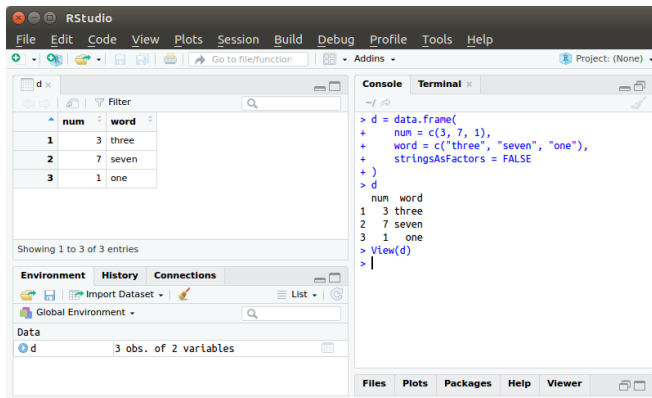 RStudio
File Edit Code View Plots Session Build Debug Profile Tools Help
Go to file/function Addins Project: (None)
d
Filter
num word
1 3 three
2 7 seven
3 1 one
Showing 1 to 3 of 3 entries
Environment History Connections
Import Dataset List
Global Environment
Data
d 3 obs. of 2 variables
Console Terminal
~/
> d = data.frame(
+ num = c(3, 7, 1),
+ word = c("three", "seven", "one"),
+ stringsAsFactors = FALSE
+ )
> d
num word
1 3 three
2 7 seven
3 1 one
> View(d)
>
Files Plots Packages Help Viewer